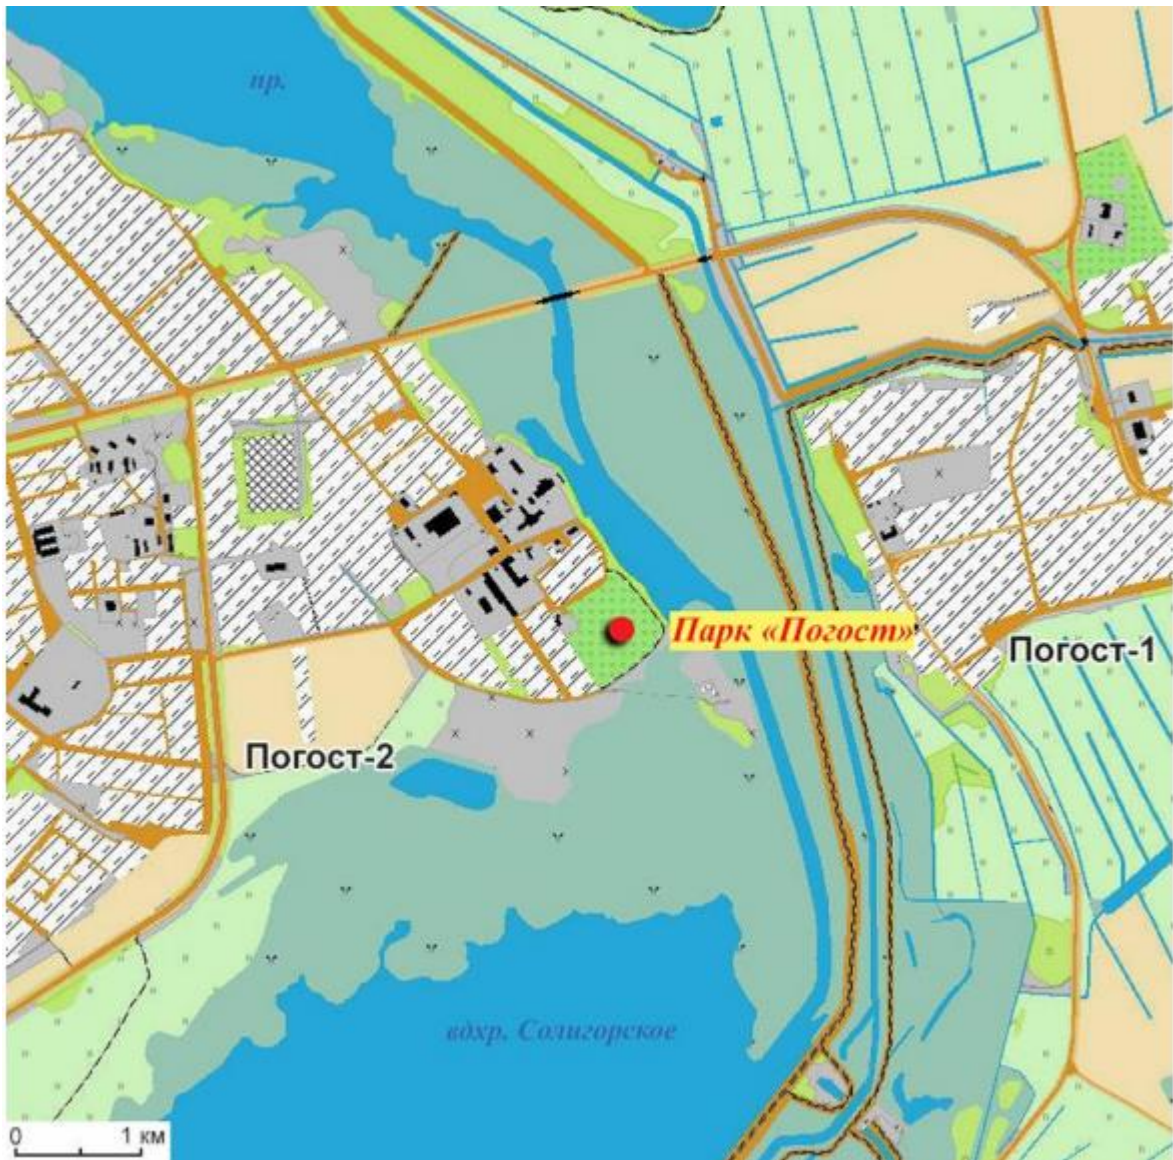 пр.
Парк «Погост»
Погост-1
Погост-2
вдхр. Солигорское
0 1 км